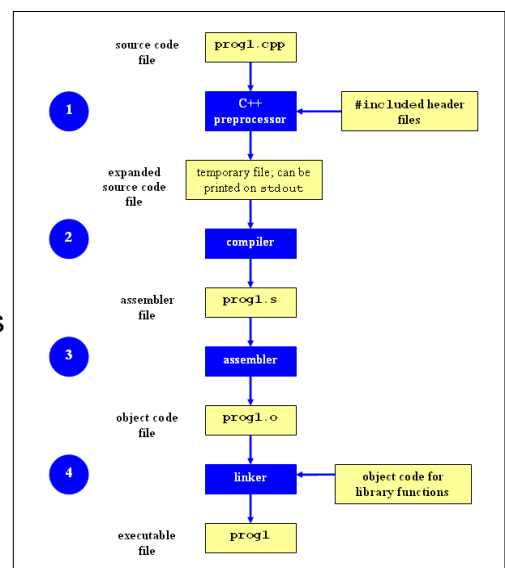 source code
file
prog1.cpp
1
C++
preprocessor
#included header
files
expanded
source code
file
temporary file; can be
printed on stdout
2
compiler
assembler
file
prog1.s
s
3
assembler
object code
file
prog1.o
4
linker
object code for
library functions
executable
file
prog1